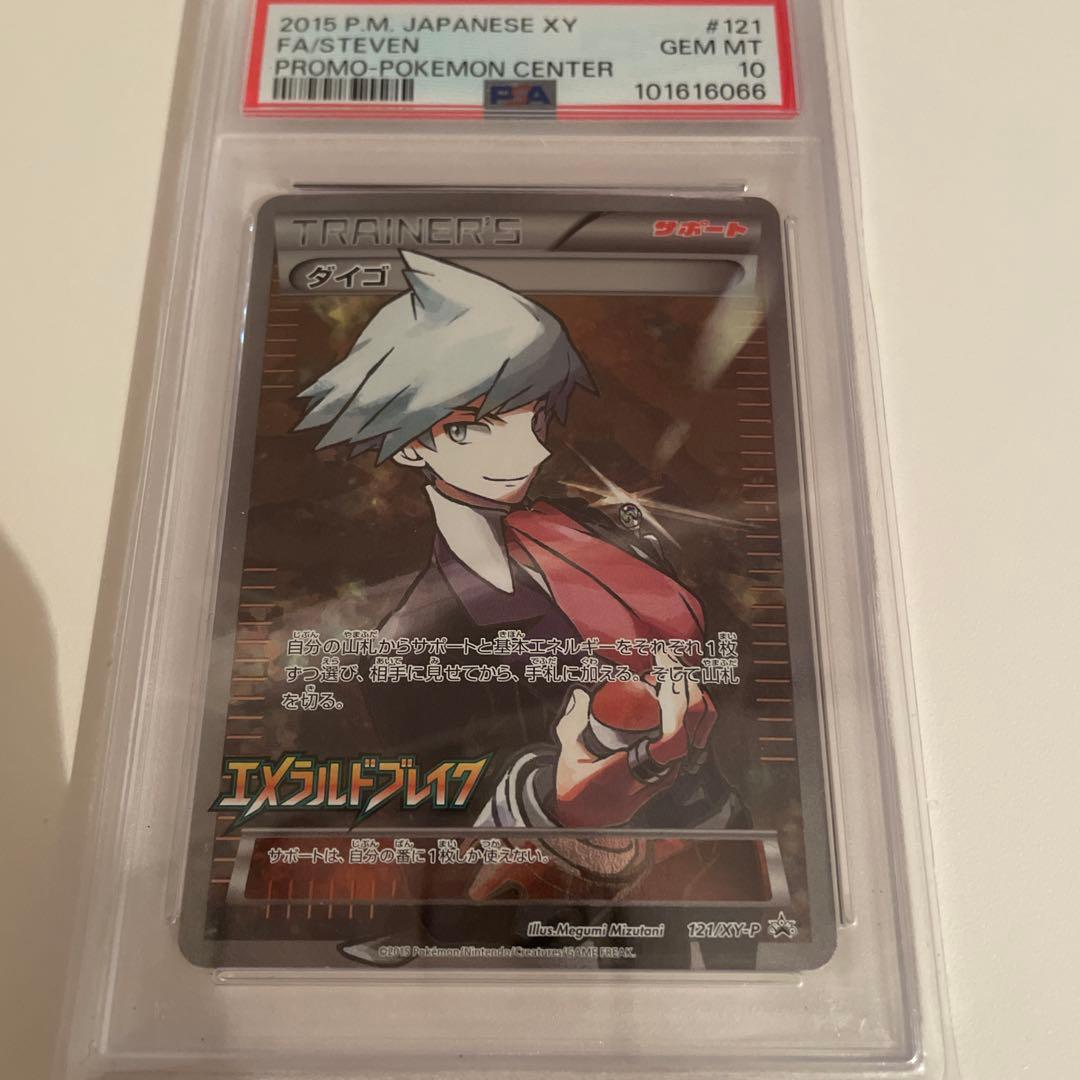 2015 P.M. JAPANESE XY #121
FA/STEVEN GEM MT
PROMO-POKEMON CENTER 10
PSA 101616066
TRAINER'S サポート
ダイゴ
自分の山札からサポートと基本エネルギーをそれぞれ1枚
ずつ選び、相手に見せてから、手札に加える。そして山札
を切る。
エメラルドブレイク
サポートは、自分の番に1枚しか使えない。
Illus.Megumi Mizutani 121/XY-P
©2015 Pokémon/Nintendo/Creatures/GAME FREAK.